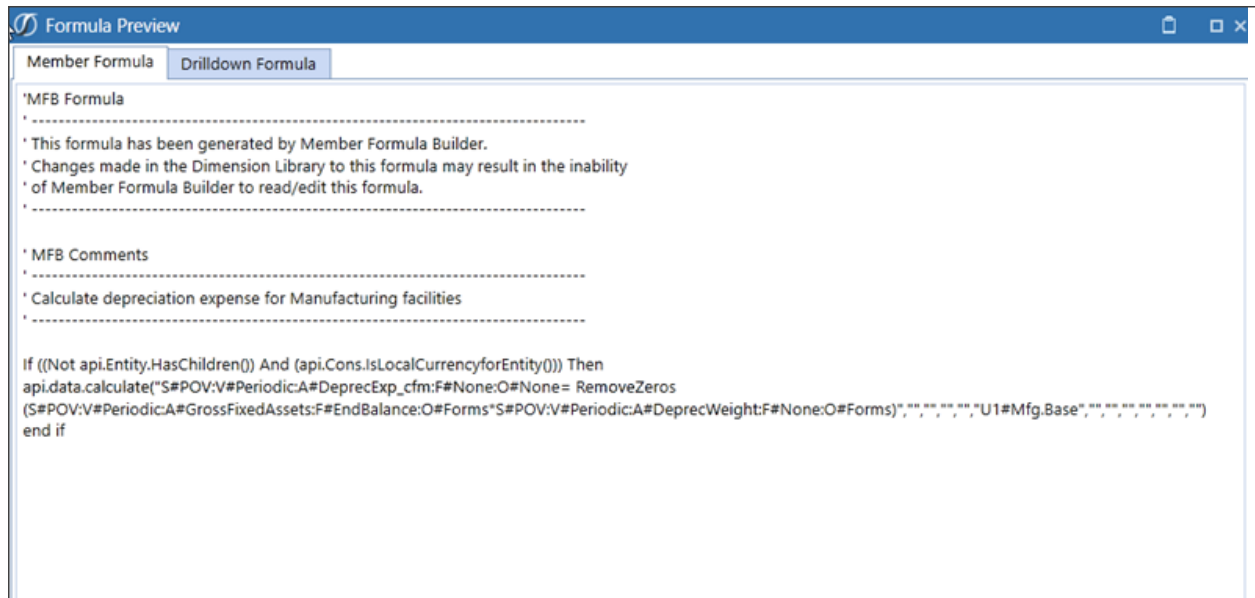 Formula Preview
Member Formula Drilldown Formula
'MFB Formula
' -----------------------------------------------------------------------------------
' This formula has been generated by Member Formula Builder.
' Changes made in the Dimension Library to this formula may result in the inability
' of Member Formula Builder to read/edit this formula.
' -----------------------------------------------------------------------------------
' MFB Comments
' -----------------------------------------------------------------------------------
' Calculate depreciation expense for Manufacturing facilities
' -----------------------------------------------------------------------------------
If ((Not api.Entity.HasChildren()) And (api.Cons.IsLocalCurrencyforEntity())) Then
api.data.calculate("S#POV:V#Periodic:A#DeprecExp_cfm:F#None:O#None= RemoveZeros
(S#POV:V#Periodic:A#GrossFixedAssets:F#EndBalance:O#Forms*S#POV:V#Periodic:A#DeprecWeight:F#None:O#Forms)","","","","","U1#Mfg.Base","","","","","","","")
end if